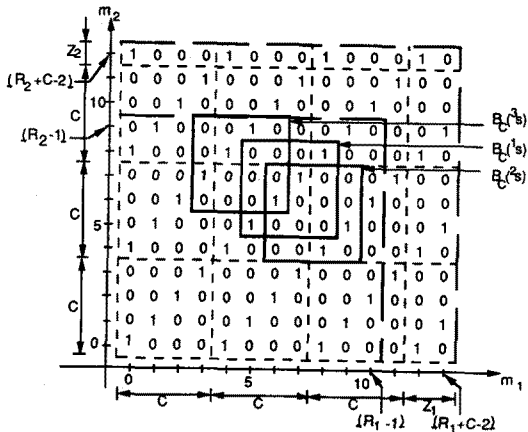 m₂
Z₂ 1 0 0 0 1 0 0 0 1 0 0 0 1 0
(R₂+C-2) 0 0 0 1 0 0 0 1 0 0 0 1 0 0
C 10 0 0 1 0 0 0 1 0 0 0 1 0 0 0 B_C(³s)
(R₂-1) 0 1 0 0 0 1 0 0 0 1 0 0 0 1 B_C(¹s)
1 0 0 0 1 0 0 0 1 0 0 0 1 0 B_C(²s)
0 0 0 1 0 0 0 1 0 0 0 1 0 0
C 0 0 1 0 0 0 1 0 0 0 1 0 0 0
5 0 1 0 0 0 1 0 0 0 1 0 0 0 1
1 0 0 0 1 0 0 0 1 0 0 0 1 0
0 0 0 1 0 0 0 1 0 0 0 1 0 0
C 0 0 1 0 0 0 1 0 0 0 1 0 0 0
0 1 0 0 0 1 0 0 0 1 0 0 0 1
0 1 0 0 0 1 0 0 0 1 0 0 0 1 0
0 5 10 m₁
C C C Z₁
(R₁-1) (R₁+C-2)